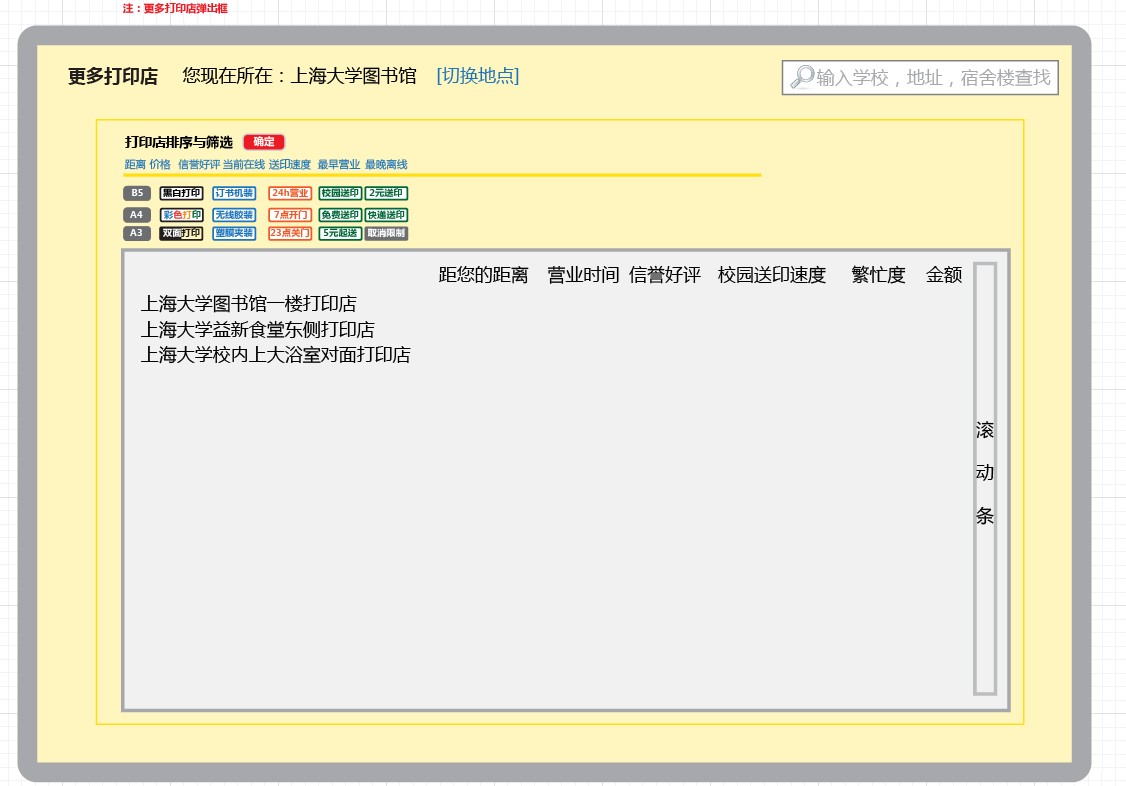 注：更多打印店弹出框
更多打印店 您现在所在：上海大学图书馆 [切换地点] 输入学校，地址，宿舍楼查找
打印店排序与筛选 确定
距离 价格 信誉好评 当前在线 送印速度 最早营业 最晚离线
B5 黑白打印 订书机装 24h营业 校园送印 2元送印
A4 彩色打印 无线胶装 7点开门 免费送印 快递送印
A3 双面打印 塑膜夹装 23点关门 5元起送 取消限制
距您的距离 营业时间 信誉好评 校园送印速度 繁忙度 金额
上海大学图书馆一楼打印店
上海大学益新食堂东侧打印店
上海大学校内上大浴室对面打印店
滚
动
条